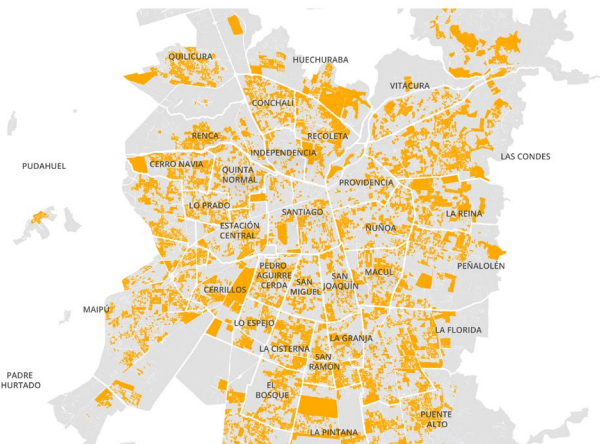 QUILICURA
HUECHURABA
VITACURA
CONCHALÍ
RENCA
RECOLETA
INDEPENDENCIA
LAS CONDES
PUDAHUEL
CERRO NAVIA
QUINTA
NORMAL
PROVIDENCIA
LO PRADO
SANTIAGO
LA REINA
ESTACIÓN
CENTRAL
ÑUÑOA
PEDRO
AGUIRRE
CERDA
SAN
MIGUEL
SAN
JOAQUÍN
MACUL
PEÑALOLÉN
CERRILLOS
MAIPÚ
LO ESPEJO
LA FLORIDA
LA GRANJA
LA CISTERNA
SAN
RAMÓN
PADRE
HURTADO
EL
BOSQUE
PUENTE
ALTO
LA PINTANA